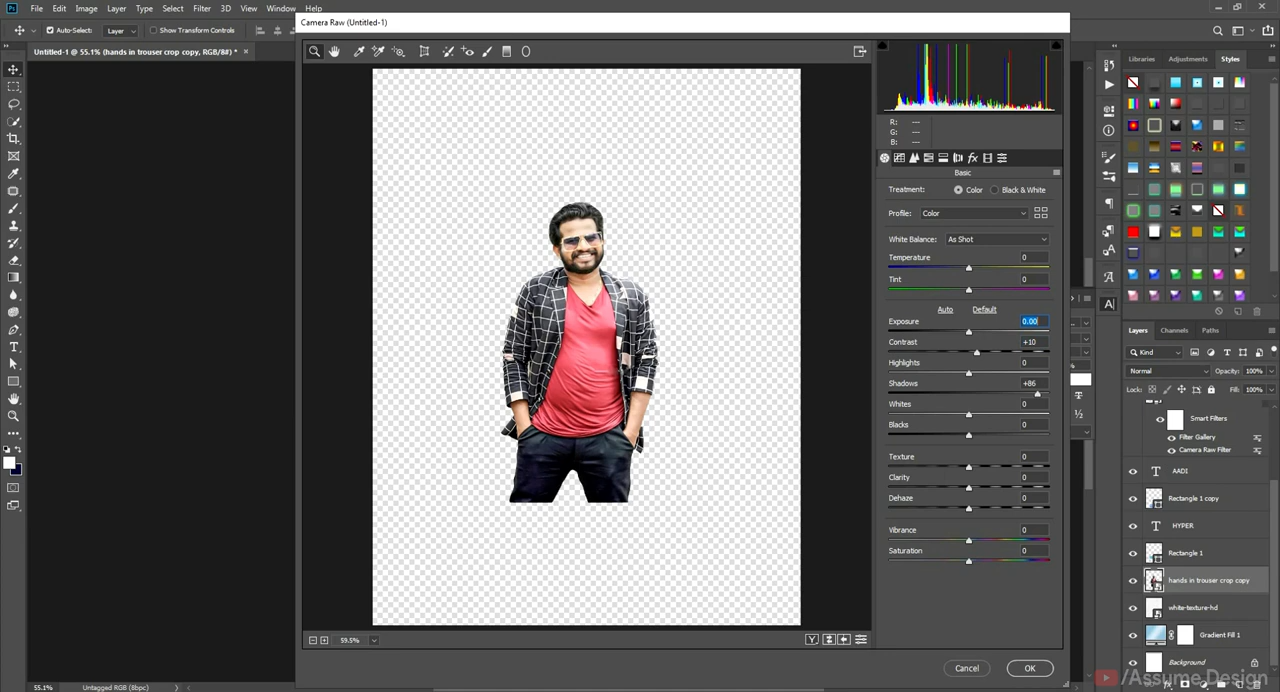 File Edit Image Layer Type Select Filter 3D View Window
Camera Raw (Untitled-1)
Auto-Select: Layer Show Transform Controls
Untitled-1 @ 55.1% (hands in trouser crop copy, RGB/8#) * ×
Libraries Adjustments Styles
R: ---
G: ---
B: ---
Basic
Treatment: Color Black & White
Profile: Color
White Balance: As Shot
Temperature 0
Tint 0
Auto Default
Exposure 0.00
Contrast +10
Highlights 0
Shadows +86
Whites 0
Blacks 0
Texture 0
Clarity 0
Dehaze 0
Vibrance 0
Saturation 0
Layers Channels Paths
Kind
Normal Opacity: 100%
Lock: Fill: 100%
Smart Filters
Filter Gallery
Camera Raw Filter
AADI
Rectangle 1 copy
HYPER
Rectangle 1
hands in trouser crop copy
white-texture-hd
Gradient Fill 1
Background
59.5%
Cancel OK
55.1% Untagged RGB (8bpc)
/Assume.Design